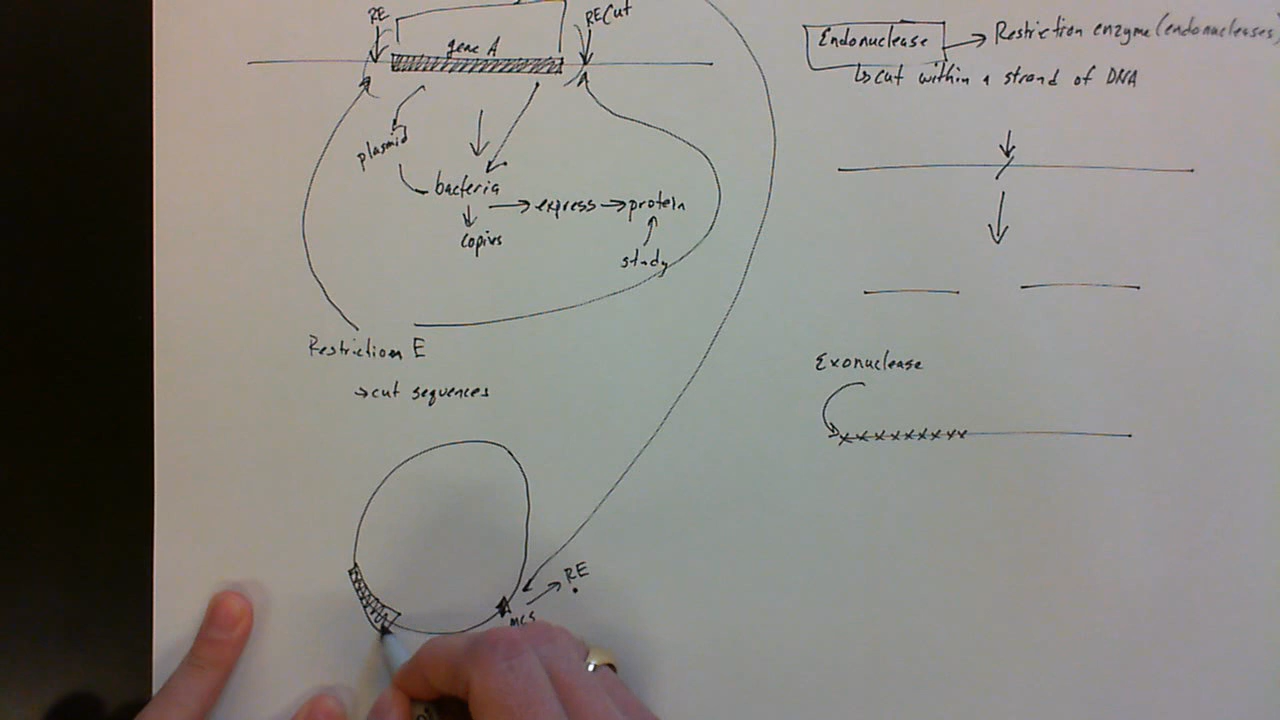 RE
RE Cut
gene A
plasmid
bacteria
express → protein
copies
study
Restriction E
→ cut sequences
RE
MCS
Endonuclease → Restriction enzyme (endonucleases)
↳ cut within a strand of DNA
Exonuclease
xxxxxxxxx